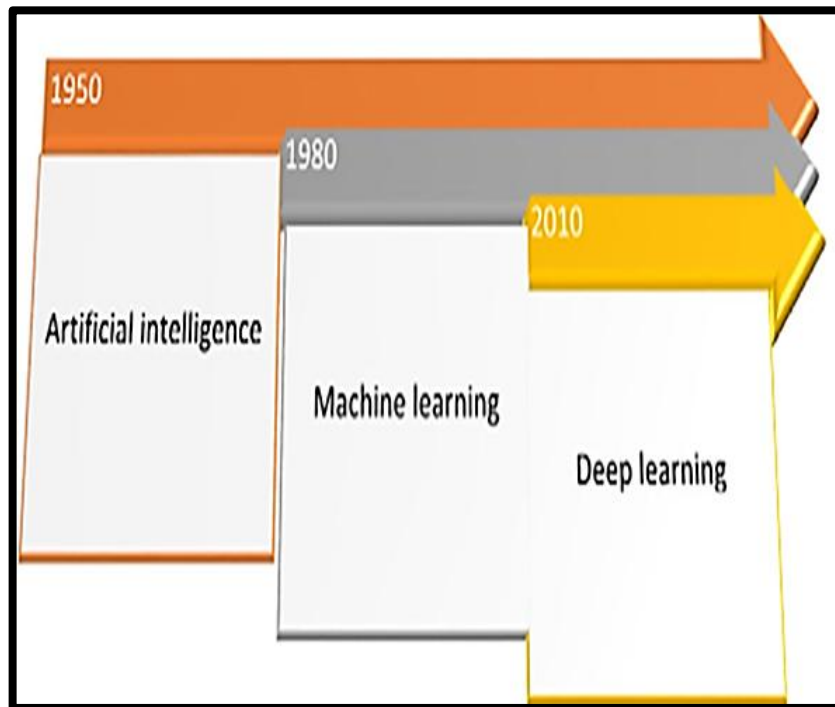 1950
Artificial intelligence
1980
Machine learning
2010
Deep learning